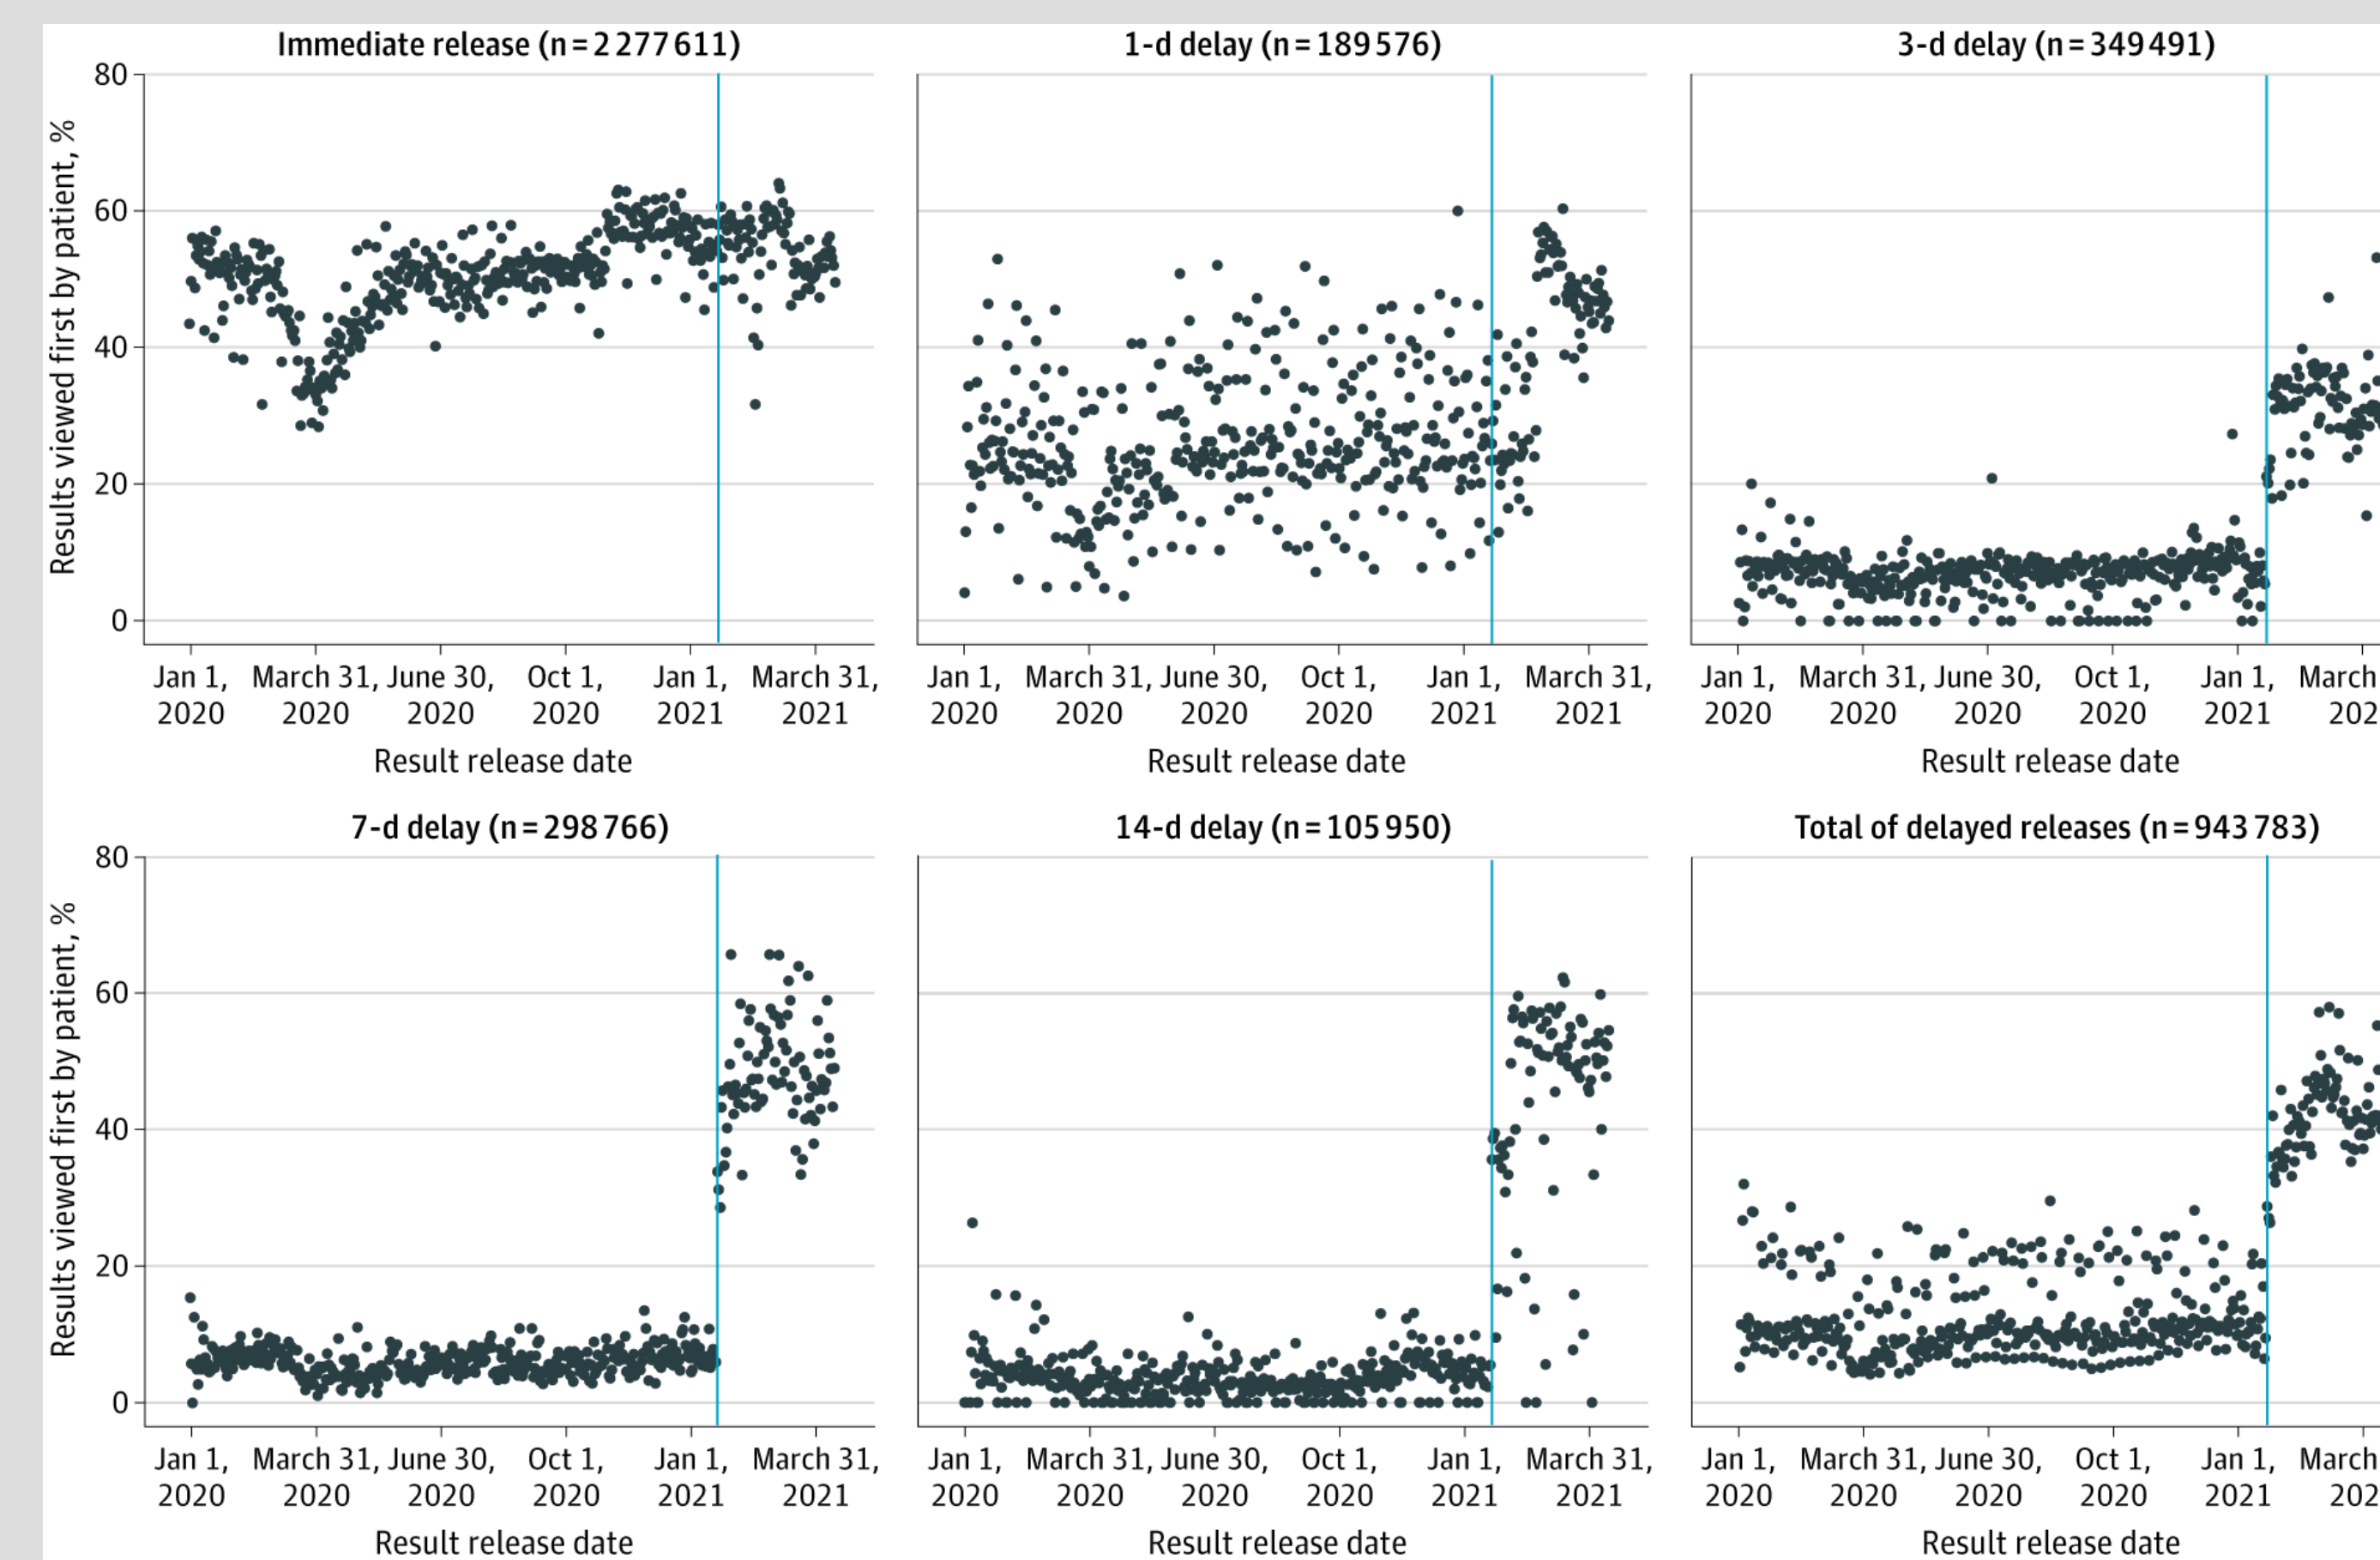 Immediate release (n = 2 277 611)
80
60
40
20
0
Results viewed first by patient, %
Jan 1, March 31, June 30, Oct 1, Jan 1, March 31,
2020 2020 2020 2020 2021 2021
Result release date
1-d delay (n = 189 576)
Jan 1, March 31, June 30, Oct 1, Jan 1, March 31,
2020 2020 2020 2020 2021 2021
Result release date
3-d delay (n = 349 491)
Jan 1, March 31, June 30, Oct 1, Jan 1, March
2020 2020 2020 2020 2021 202
Result release date
7-d delay (n = 298 766)
80
60
40
20
0
Results viewed first by patient, %
Jan 1, March 31, June 30, Oct 1, Jan 1, March 31,
2020 2020 2020 2020 2021 2021
Result release date
14-d delay (n = 105 950)
Jan 1, March 31, June 30, Oct 1, Jan 1, March 31,
2020 2020 2020 2020 2021 2021
Result release date
Total of delayed releases (n = 943 783)
Jan 1, March 31, June 30, Oct 1, Jan 1, March
2020 2020 2020 2020 2021 202
Result release date